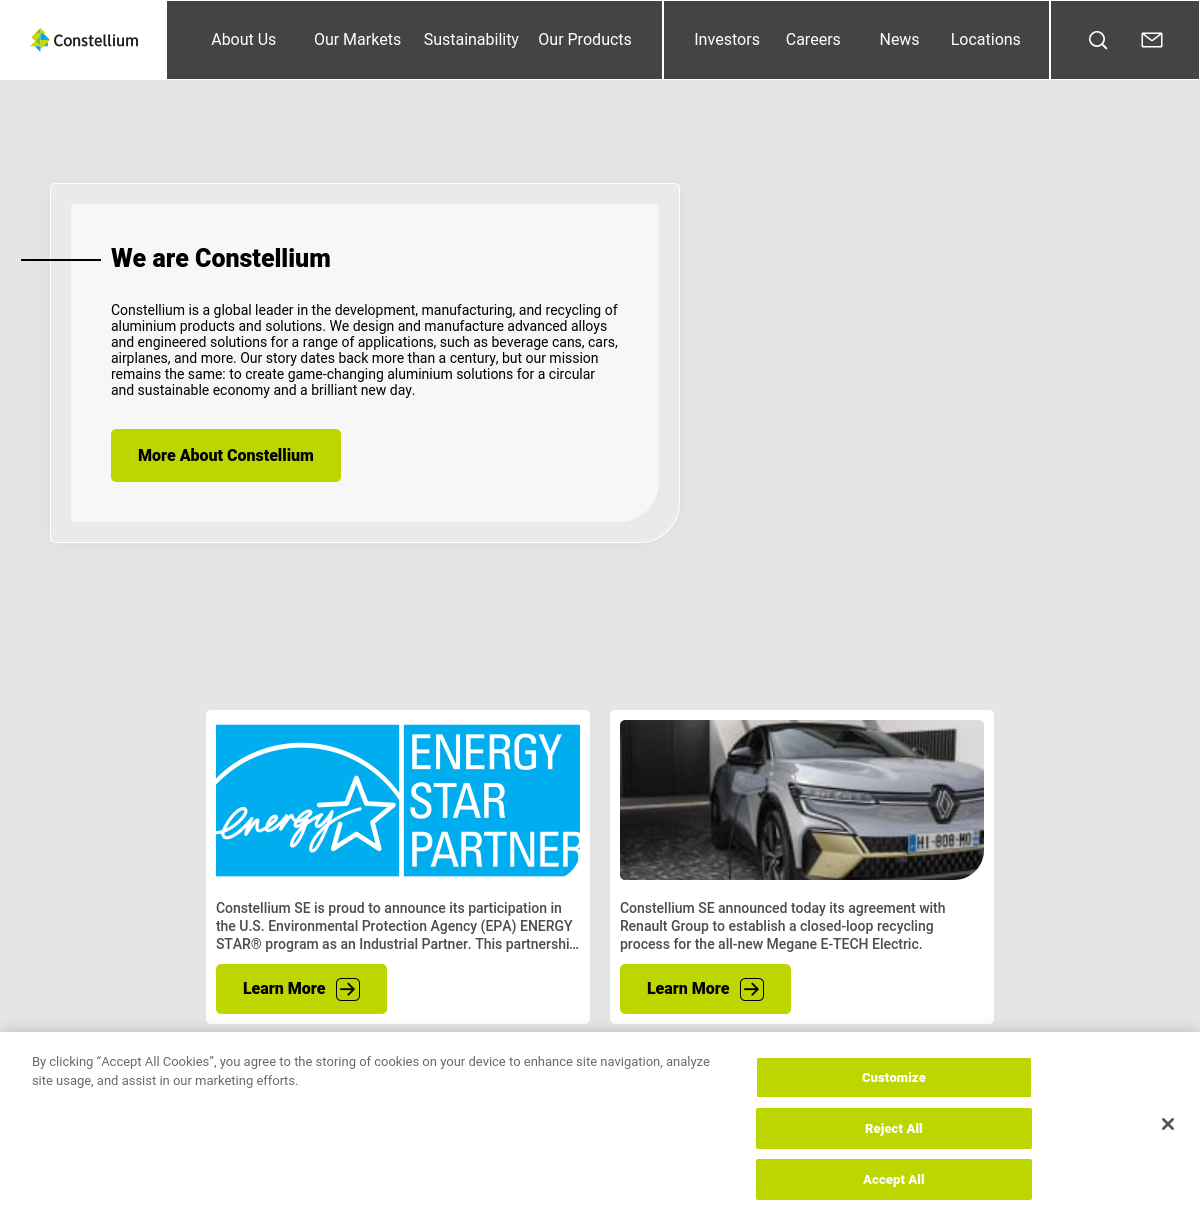 Constellium
About Us Our Markets Sustainability Our Products Investors Careers News Locations
We are Constellium
Constellium is a global leader in the development, manufacturing, and recycling of
aluminium products and solutions. We design and manufacture advanced alloys
and engineered solutions for a range of applications, such as beverage cans, cars,
airplanes, and more. Our story dates back more than a century, but our mission
remains the same: to create game-changing aluminium solutions for a circular
and sustainable economy and a brilliant new day.
More About Constellium
energy
ENERGY
STAR
PARTNER
Constellium SE is proud to announce its participation in
the U.S. Environmental Protection Agency (EPA) ENERGY
STAR® program as an Industrial Partner. This partnershi…
Learn More
HI-808-MO
Constellium SE announced today its agreement with
Renault Group to establish a closed-loop recycling
process for the all-new Megane E-TECH Electric.
Learn More
By clicking “Accept All Cookies”, you agree to the storing of cookies on your device to enhance site navigation, analyze
site usage, and assist in our marketing efforts.
Customize
Reject All
Accept All